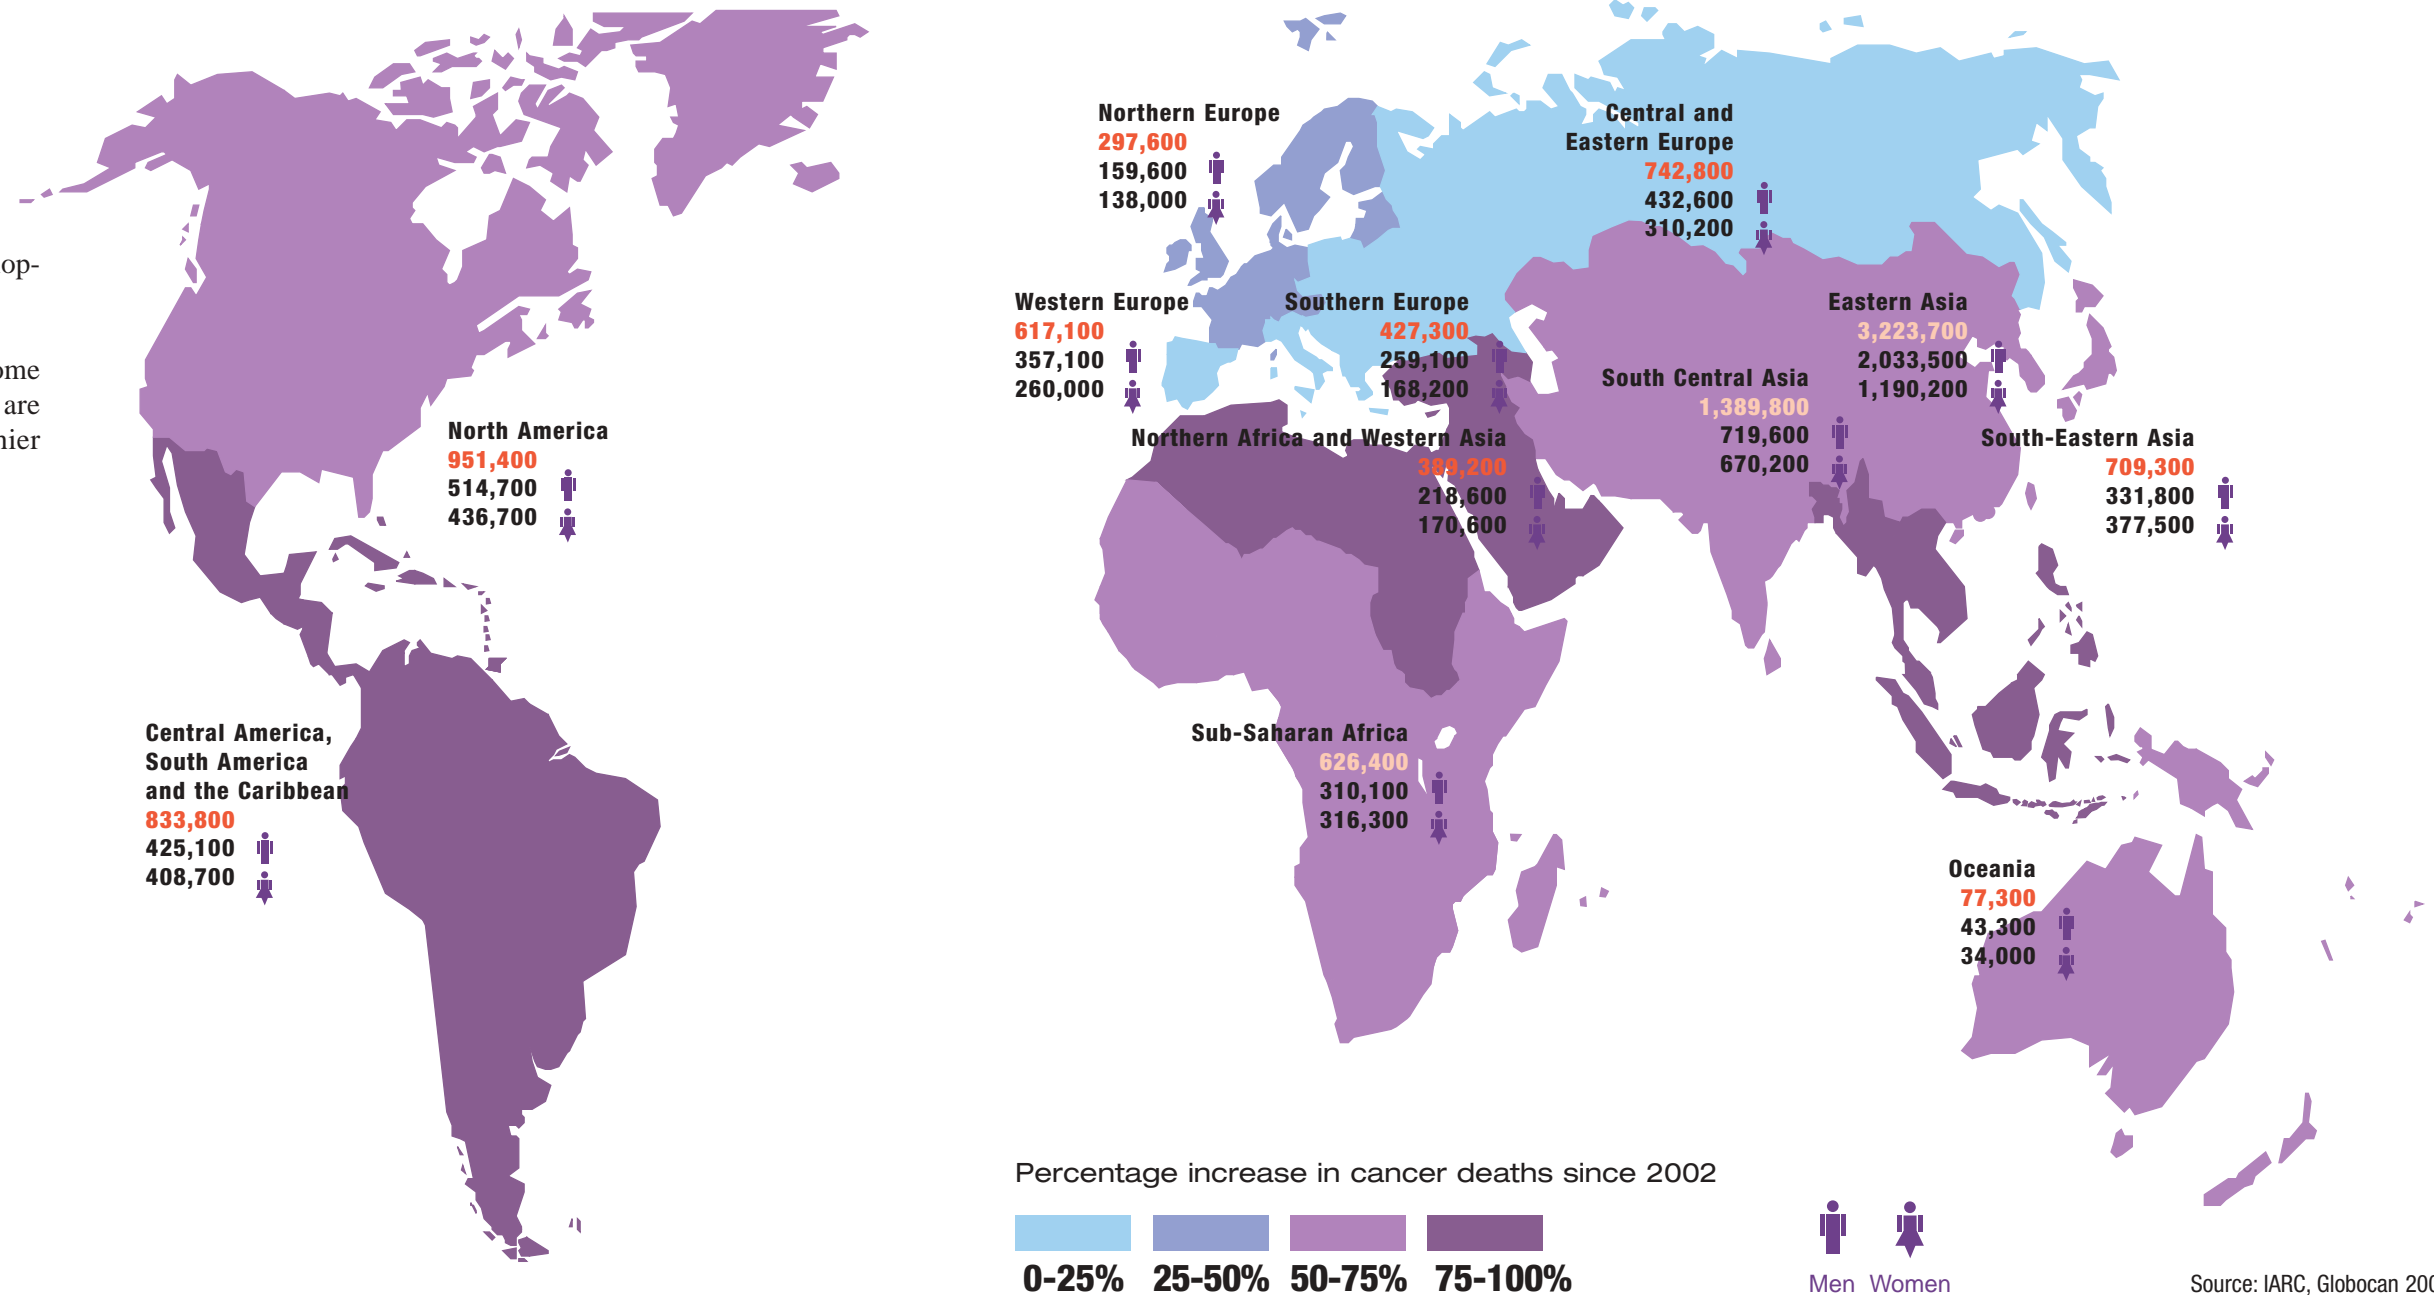 op-
ome
are
nier
Northern Europe
297,600
159,600
138,000
Central and
Eastern Europe
742,800
432,600
310,200
Western Europe
617,100
357,100
260,000
Southern Europe
427,300
259,100
168,200
Eastern Asia
3,223,700
2,033,500
1,190,200
South Central Asia
1,389,800
719,600
670,200
North America
951,400
514,700
436,700
Northern Africa and Western Asia
389,200
218,600
170,600
South-Eastern Asia
709,300
331,800
377,500
Central America,
South America
and the Caribbean
833,800
425,100
408,700
Sub-Saharan Africa
626,400
310,100
316,300
Oceania
77,300
43,300
34,000
Percentage increase in cancer deaths since 2002
0-25% 25-50% 50-75% 75-100%
Men Women
Source: IARC, Globocan 200